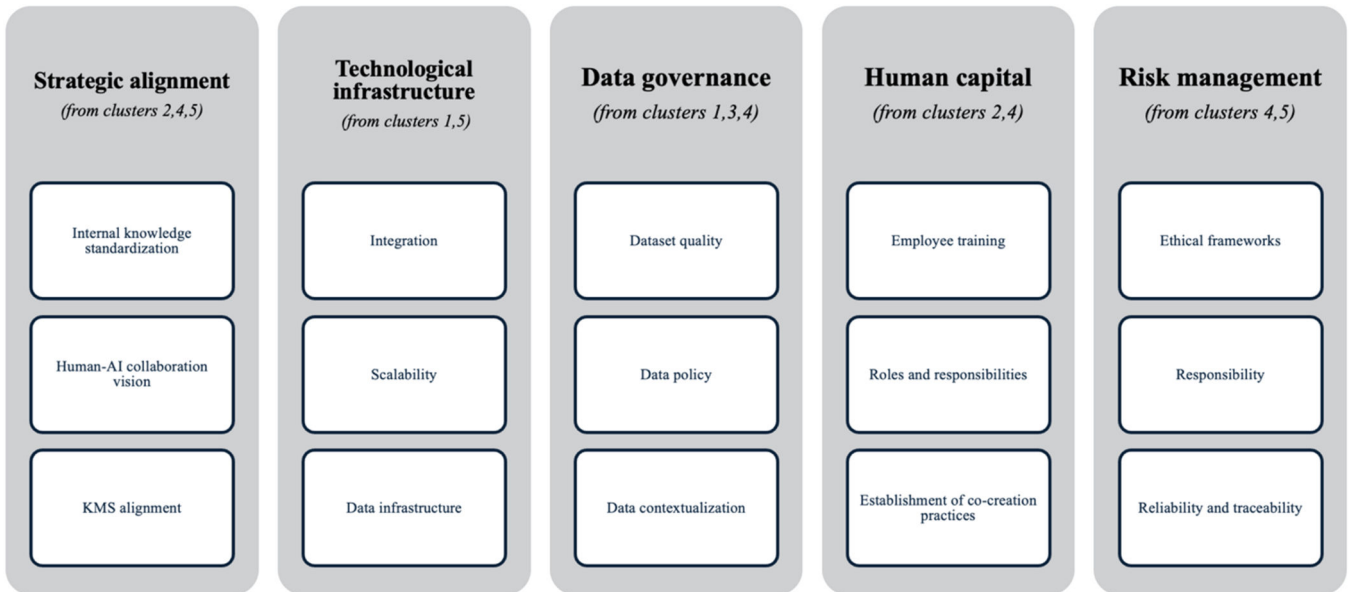 Strategic alignment
(from clusters 2,4,5)
Internal knowledge
standardization
Human-AI collaboration
vision
KMS alignment
Technological
infrastructure
(from clusters 1,5)
Integration
Scalability
Data infrastructure
Data governance
(from clusters 1,3,4)
Dataset quality
Data policy
Data contextualization
Human capital
(from clusters 2,4)
Employee training
Roles and responsibilities
Establishment of co-creation
practices
Risk management
(from clusters 4,5)
Ethical frameworks
Responsibility
Reliability and traceability